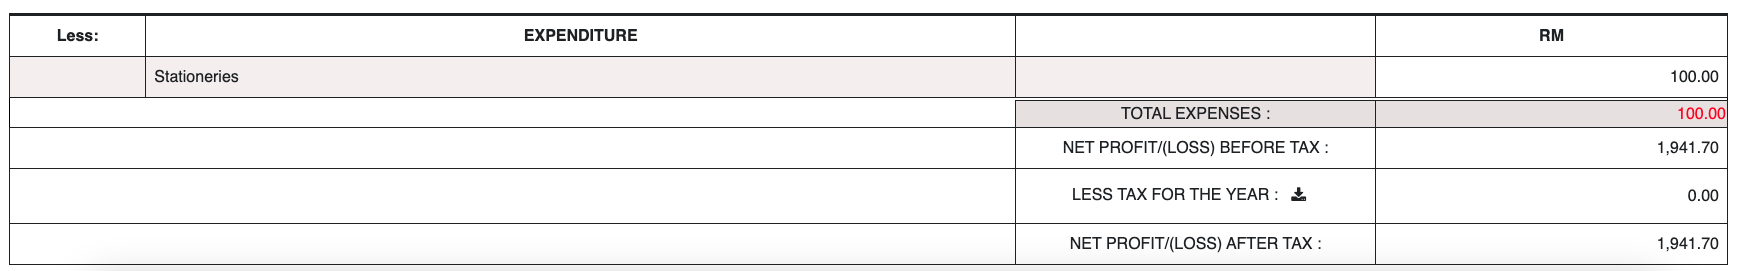 Less: EXPENDITURE RM
Stationeries 100.00
TOTAL EXPENSES : 100.00
NET PROFIT/(LOSS) BEFORE TAX : 1,941.70
LESS TAX FOR THE YEAR : 0.00
NET PROFIT/(LOSS) AFTER TAX : 1,941.70